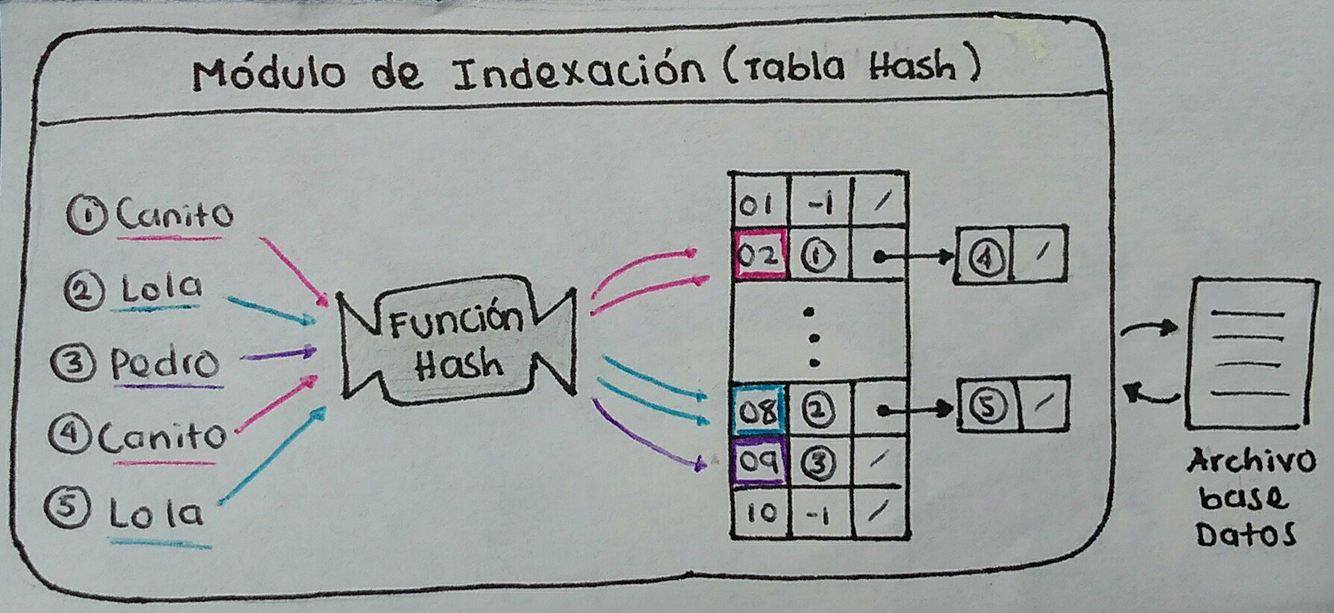 Módulo de Indexación (Tabla Hash)
① Canito
② Lola
③ Pedro
④ Canito
⑤ Lola
Función
Hash
01 -1 /
02 ① 
④ /
08 ② 
⑤ /
09 ③ /
10 -1 /
Archivo
base
Datos